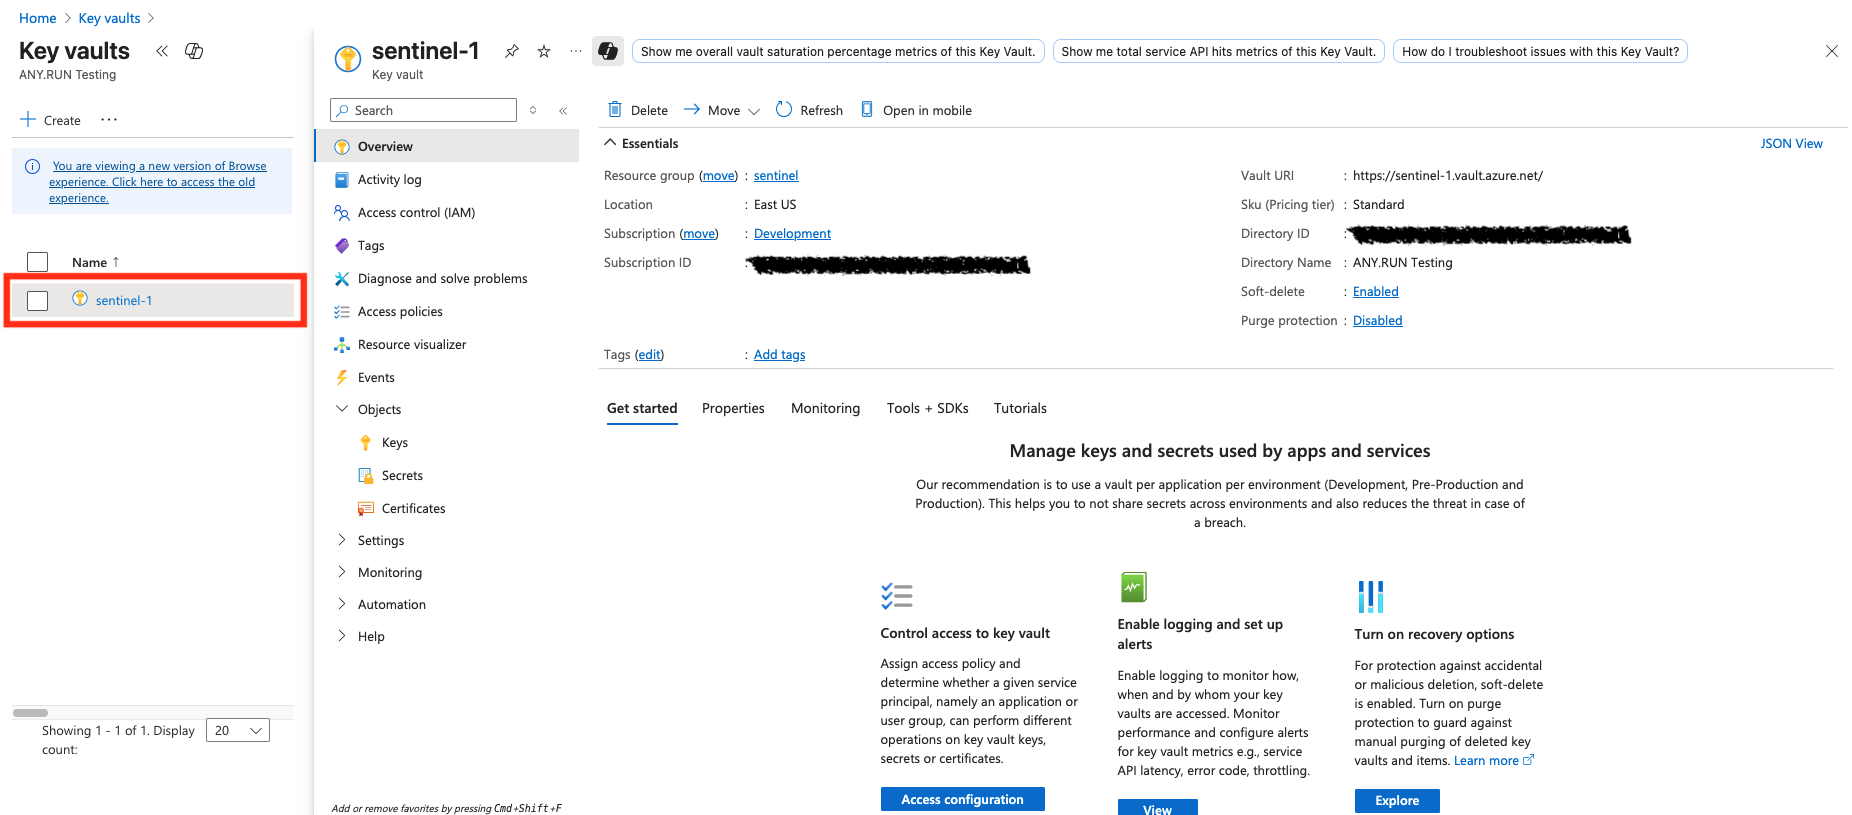 Home > Key vaults >
Key vaults
ANY.RUN Testing
Create
You are viewing a new version of Browse
experience. Click here to access the old
experience.
Name ↑
sentinel-1
Showing 1 - 1 of 1. Display
count:
20
sentinel-1
Key vault
Search
Overview
Activity log
Access control (IAM)
Tags
Diagnose and solve problems
Access policies
Resource visualizer
Events
Objects
Keys
Secrets
Certificates
Settings
Monitoring
Automation
Help
Add or remove favorites by pressing Cmd+Shift+F
Show me overall vault saturation percentage metrics of this Key Vault.
Show me total service API hits metrics of this Key Vault.
How do I troubleshoot issues with this Key Vault?
Delete
Move
Refresh
Open in mobile
Essentials
JSON View
Resource group (move) : sentinel
Location : East US
Subscription (move) : Development
Subscription ID :
Vault URI : https://sentinel-1.vault.azure.net/
Sku (Pricing tier) : Standard
Directory ID :
Directory Name : ANY.RUN Testing
Soft-delete : Enabled
Purge protection : Disabled
Tags (edit) : Add tags
Get started
Properties
Monitoring
Tools + SDKs
Tutorials
Manage keys and secrets used by apps and services
Our recommendation is to use a vault per application per environment (Development, Pre-Production and
Production). This helps you to not share secrets across environments and also reduces the threat in case of
a breach.
Control access to key vault
Assign access policy and
determine whether a given service
principal, namely an application or
user group, can perform different
operations on key vault keys,
secrets or certificates.
Access configuration
Enable logging and set up
alerts
Enable logging to monitor how,
when and by whom your key
vaults are accessed. Monitor
performance and configure alerts
for key vault metrics e.g., service
API latency, error code, throttling.
View
Turn on recovery options
For protection against accidental
or malicious deletion, soft-delete
is enabled. Turn on purge
protection to guard against
manual purging of deleted key
vaults and items. Learn more
Explore